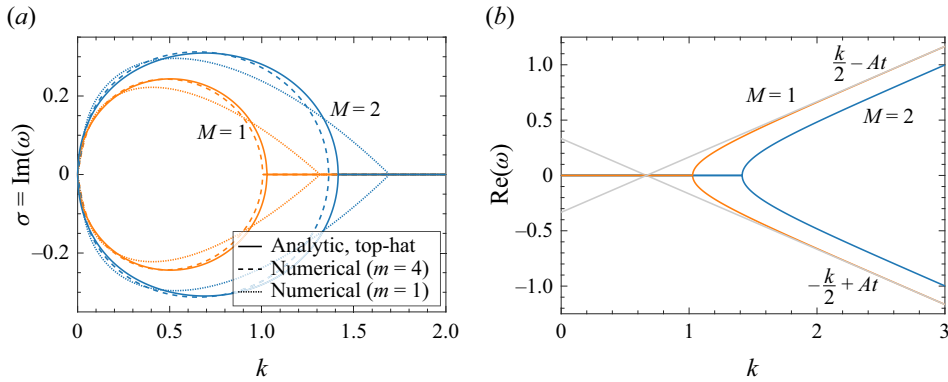 (a)
(b)
0.2
0
−0.2
σ = Im(ω)
M = 1
M = 2
Analytic, top-hat
Numerical (m = 4)
Numerical (m = 1)
0 0.5 1.0 1.5 2.0
k
1.0
0.5
0
−0.5
−1.0
Re(ω)
k/2 − At
M = 1
M = 2
−k/2 + At
0 1 2 3
k